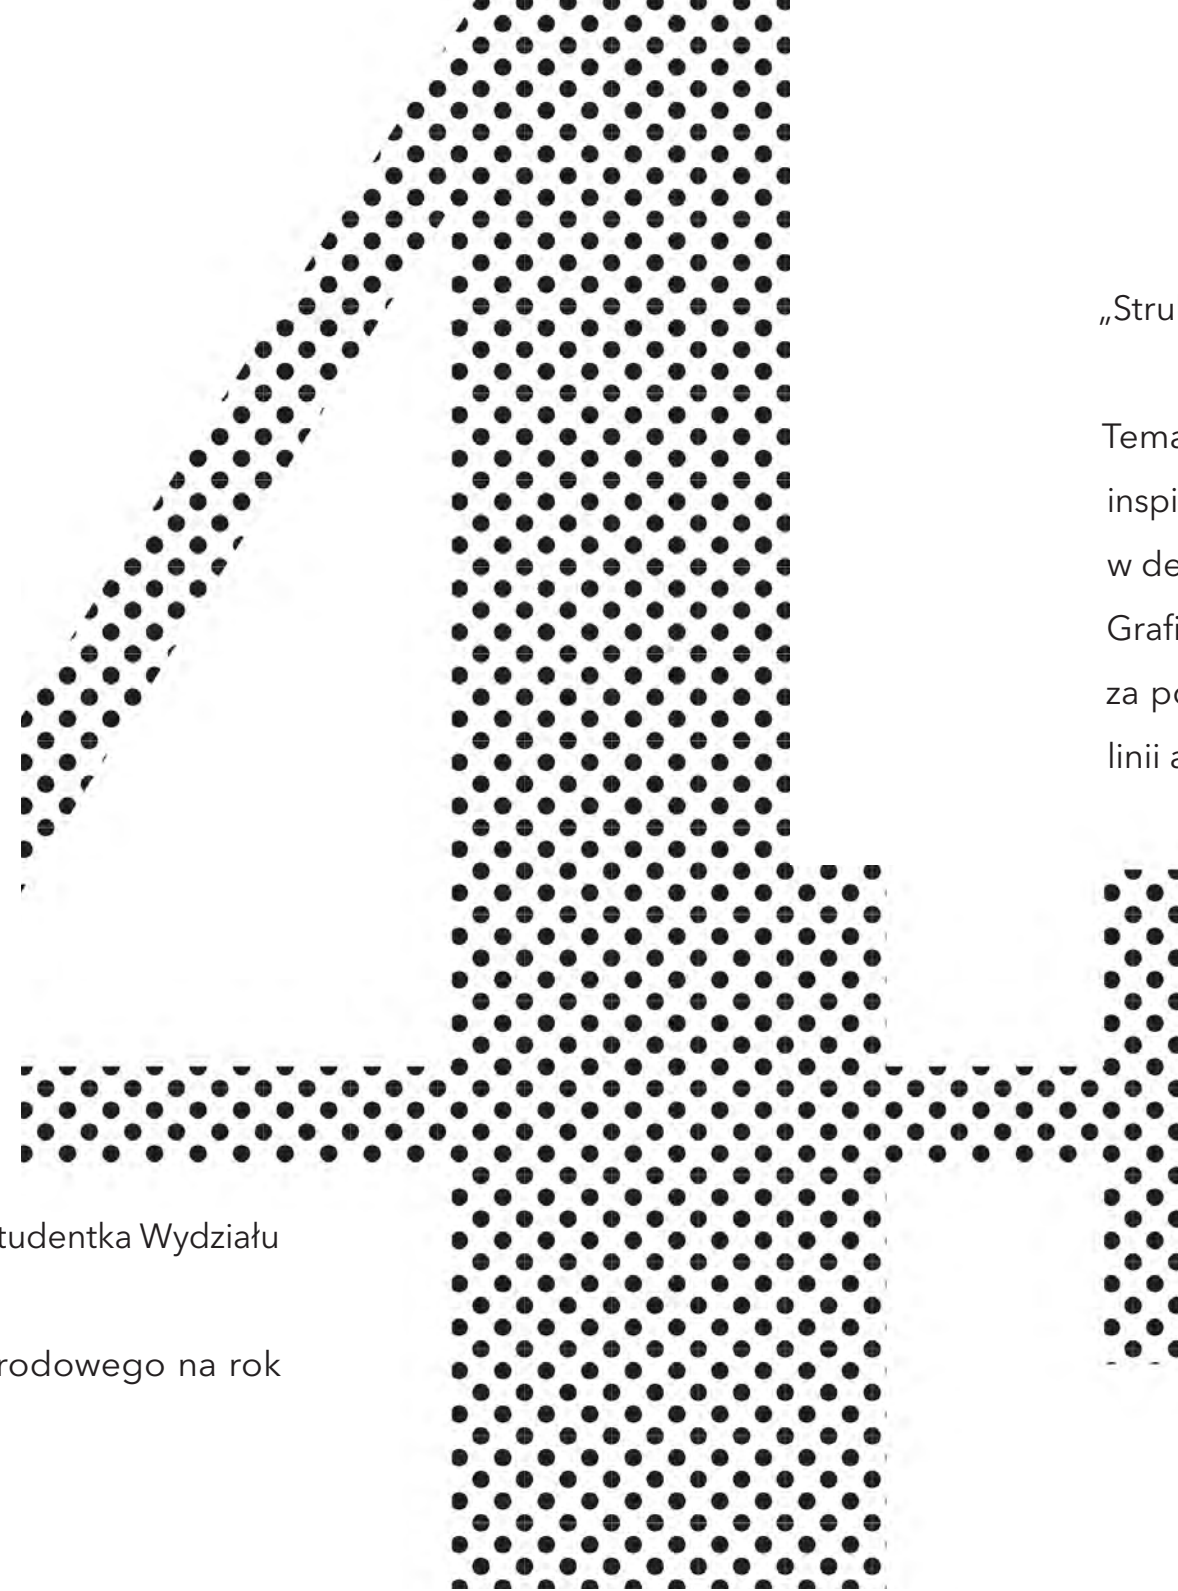 „Stru
Tema
inspi
w de
Grafi
za po
linii a
tudentka Wydziału
rodowego na rok